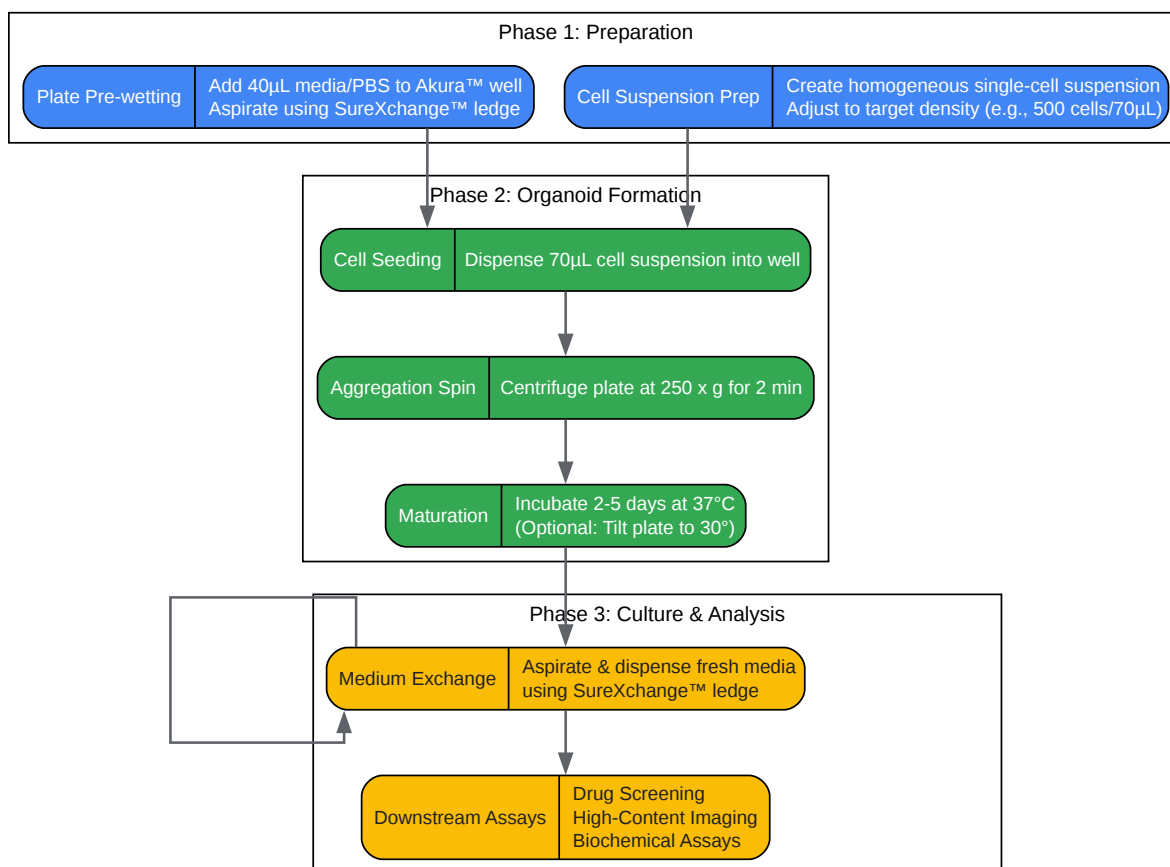 Phase 1: Preparation
Plate Pre-wetting
Add 40µL media/PBS to Akura™ well
Aspirate using SureXchange™ ledge
Cell Suspension Prep
Create homogeneous single-cell suspension
Adjust to target density (e.g., 500 cells/70µL)
Phase 2: Organoid Formation
Cell Seeding
Dispense 70µL cell suspension into well
Aggregation Spin
Centrifuge plate at 250 x g for 2 min
Maturation
Incubate 2-5 days at 37°C
(Optional: Tilt plate to 30°)
Phase 3: Culture & Analysis
Medium Exchange
Aspirate & dispense fresh media
using SureXchange™ ledge
Downstream Assays
Drug Screening
High-Content Imaging
Biochemical Assays